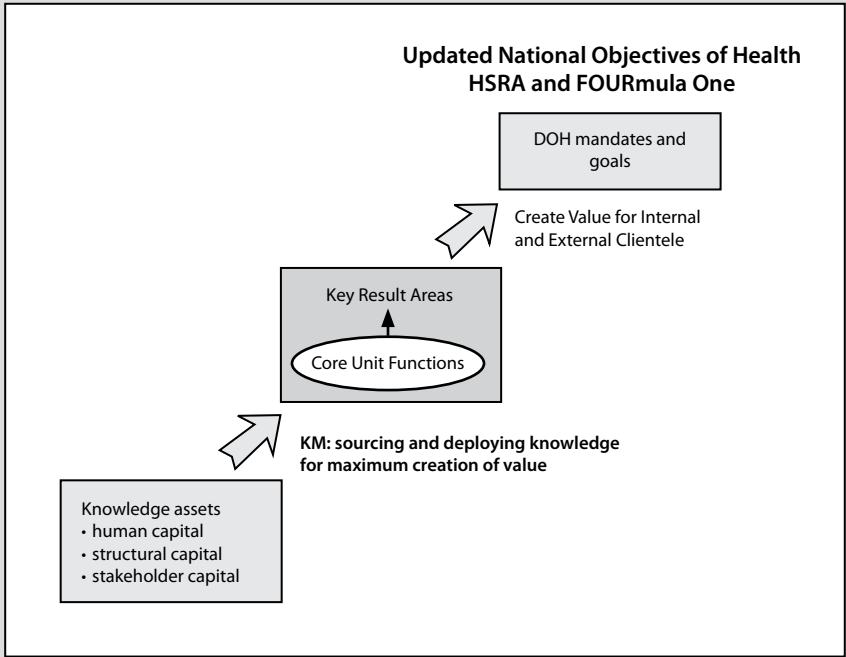 Updated National Objectives of Health
HSRA and FOURmula One
DOH mandates and
goals
Create Value for Internal
and External Clientele
Key Result Areas
Core Unit Functions
KM: sourcing and deploying knowledge
for maximum creation of value
Knowledge assets
• human capital
• structural capital
• stakeholder capital